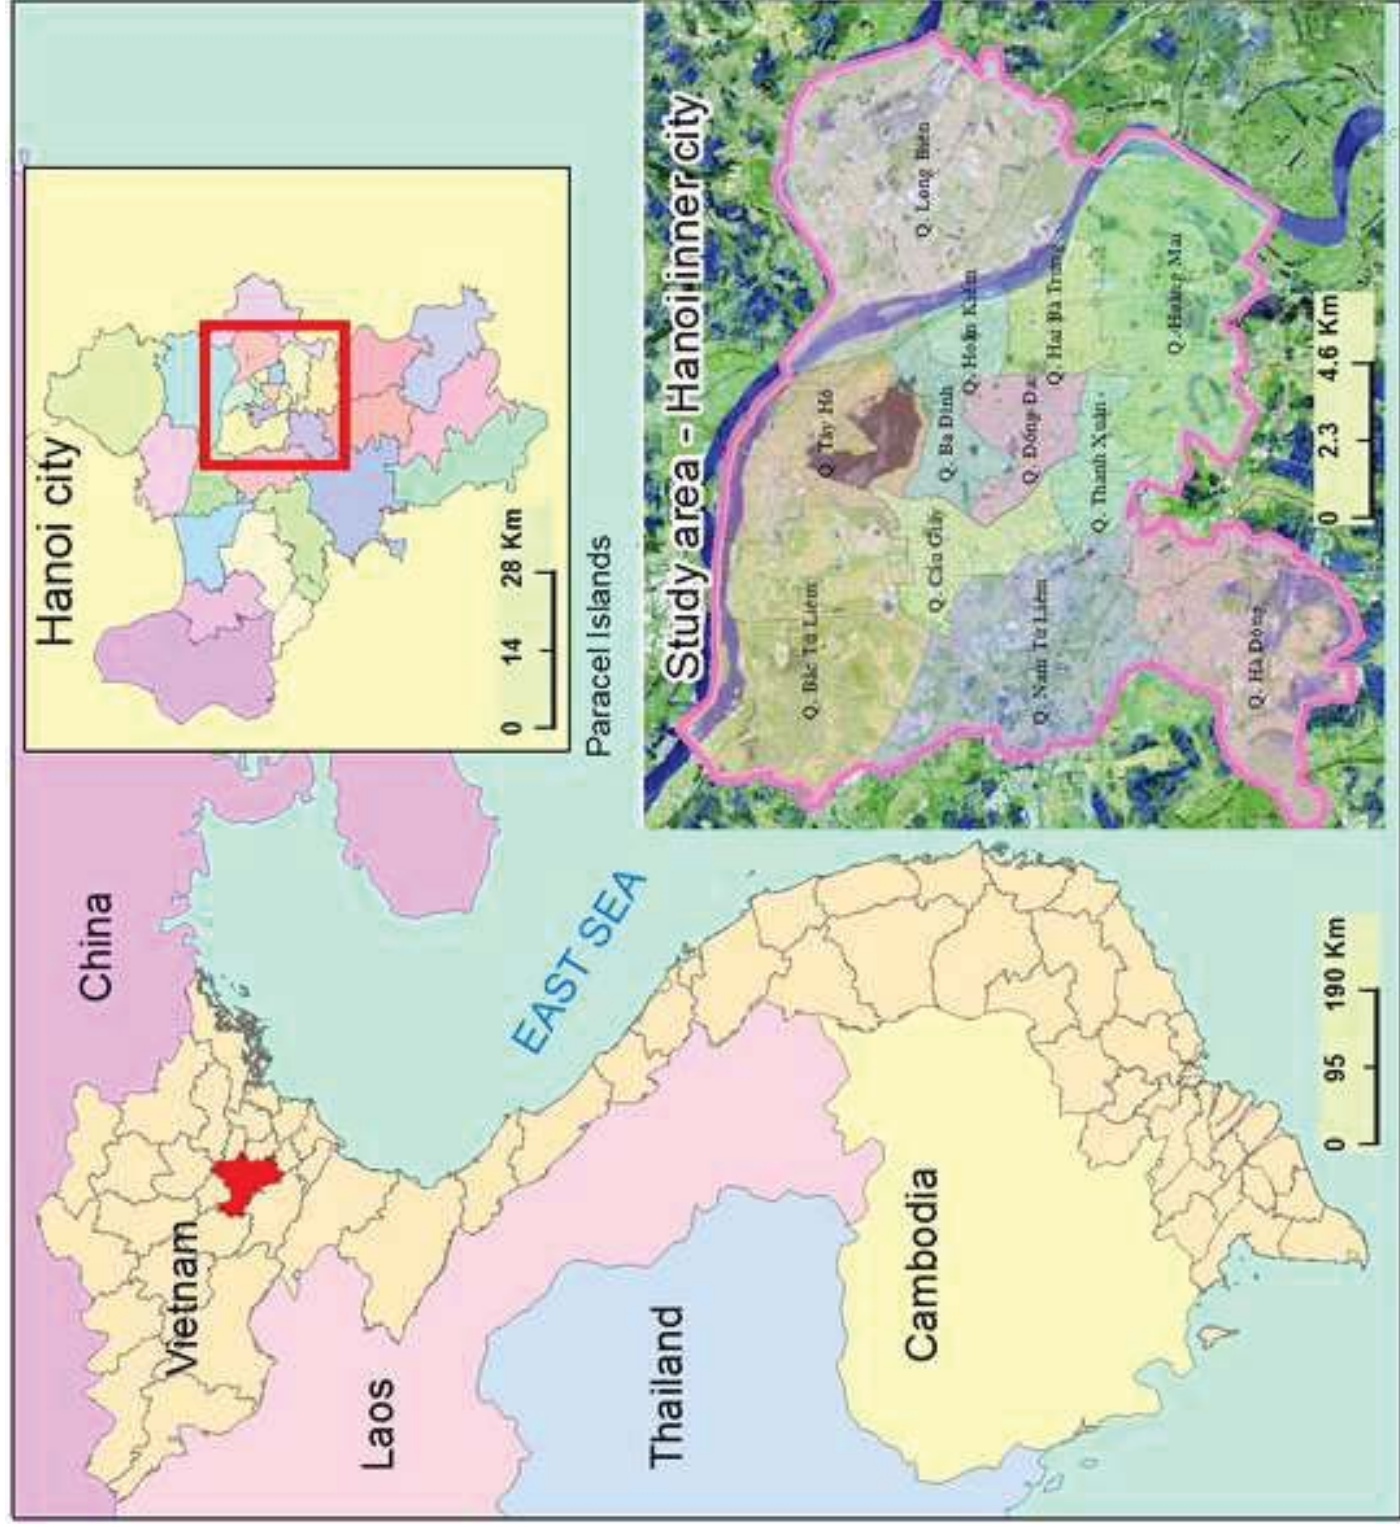 China
Vietnam
Laos
Thailand
Cambodia
EAST SEA
0 95 190 Km
Hanoi city
0 14 28 Km
Paracel Islands
Study area - Hanoi inner city
Q. Bắc Từ Liêm
Q. Tây Hồ
Q. Long Biên
Q. Cầu Giấy
Q. Ba Đình
Q. Hoàn Kiếm
Q. Nam Từ Liêm
Q. Đống Đa
Q. Hai Bà Trưng
Q. Thanh Xuân
Q. Hoàng Mai
Q. Hà Đông
0 2.3 4.6 Km